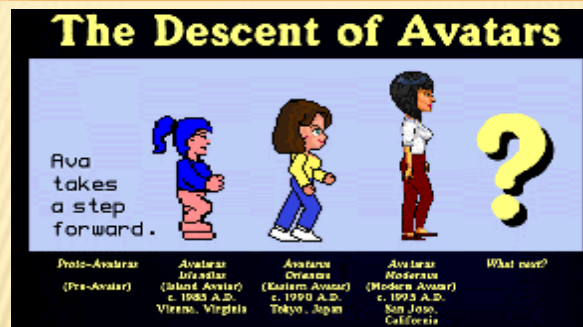 The Descent of Avatars
Ava
takes
a step
forward.
Proto-Avatarus
(Pre-Avatar)
Avatarus
Islandius
(Island Avatar)
c. 1985 A.D.
Vienna, Virginia
Avatarus
Orientus
(Eastern Avatar)
c. 1990 A.D.
Tokyo, Japan
Avatarus
Modernus
(Modern Avatar)
c. 1995 A.D.
San Jose,
California
What next?
?